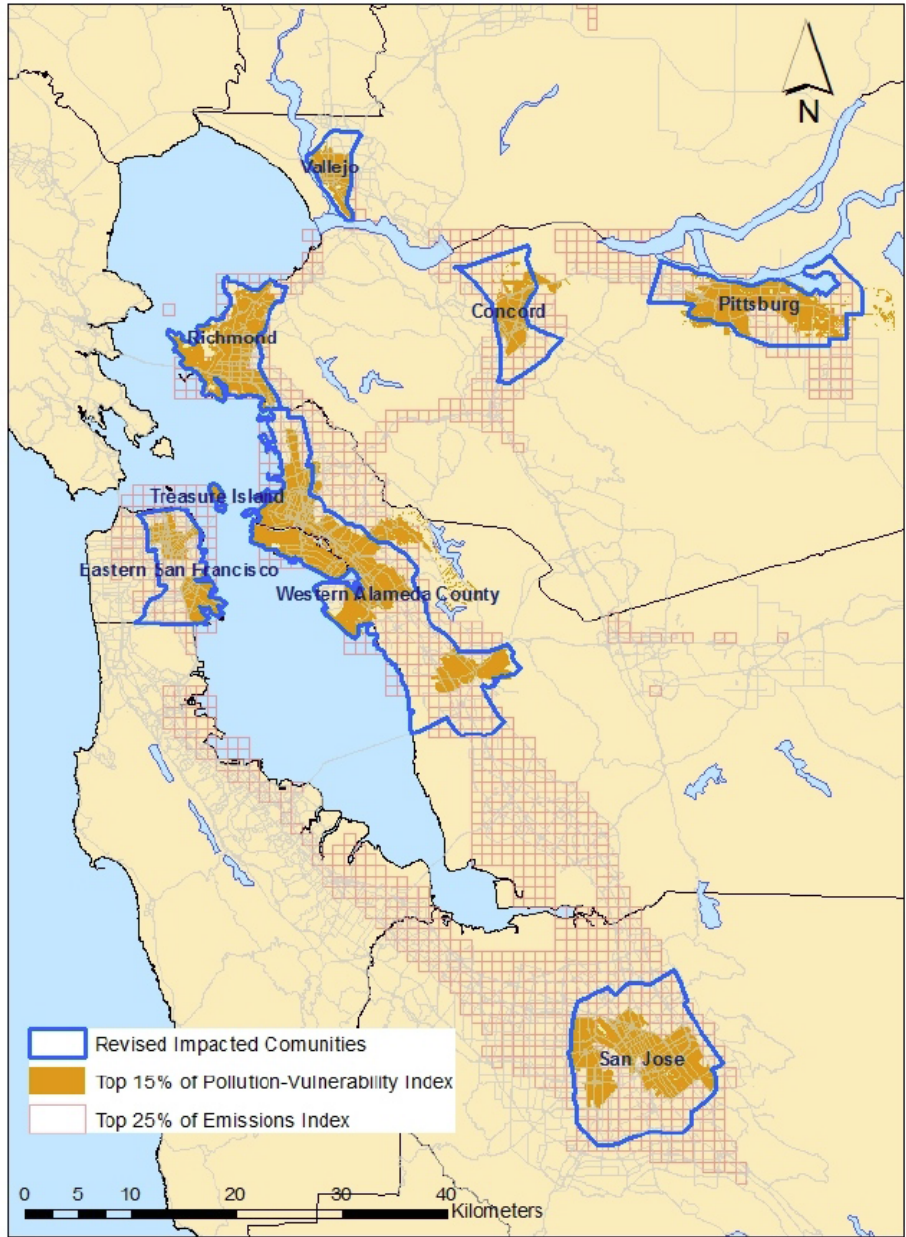 N
Vallejo
Concord
Pittsburg
Richmond
Treasure Island
Eastern San Francisco
Western Alameda County
San Jose
Revised Impacted Comunities
Top 15% of Pollution-Vulnerability Index
Top 25% of Emissions Index
0 5 10 20 30 40
Kilometers